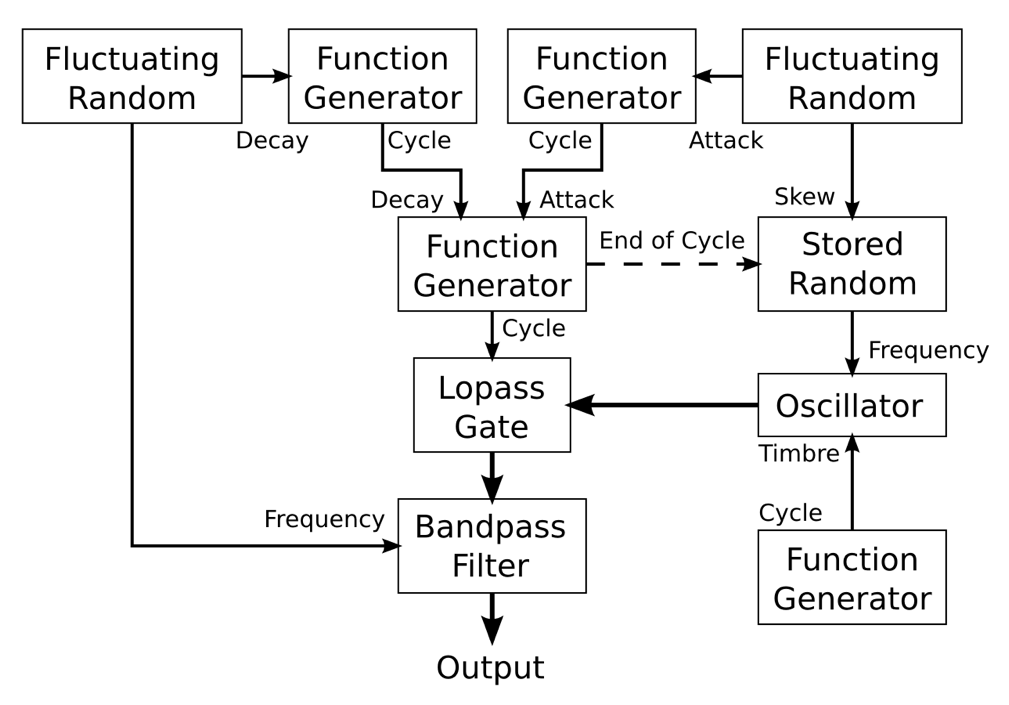 Fluctuating
Random
Function
Generator
Function
Generator
Fluctuating
Random
Decay
Cycle
Cycle
Attack
Decay
Attack
Skew
Function
Generator
End of Cycle
Stored
Random
Cycle
Frequency
Lopass
Gate
Oscillator
Timbre
Frequency
Bandpass
Filter
Cycle
Function
Generator
Output